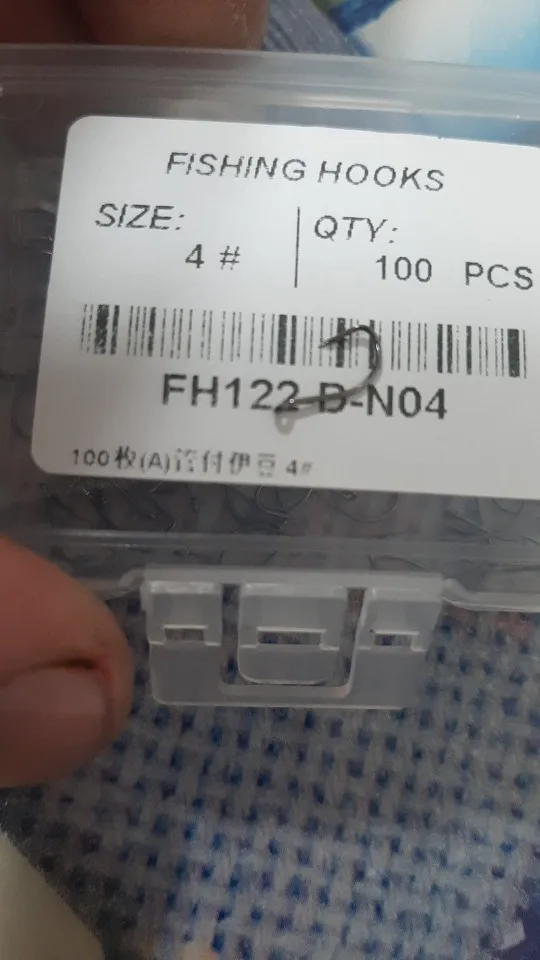 FISHING HOOKS
SIZE: QTY:
4 # 100 PCS
FH122-B-N04
100枚(A)管付伊豆 4#